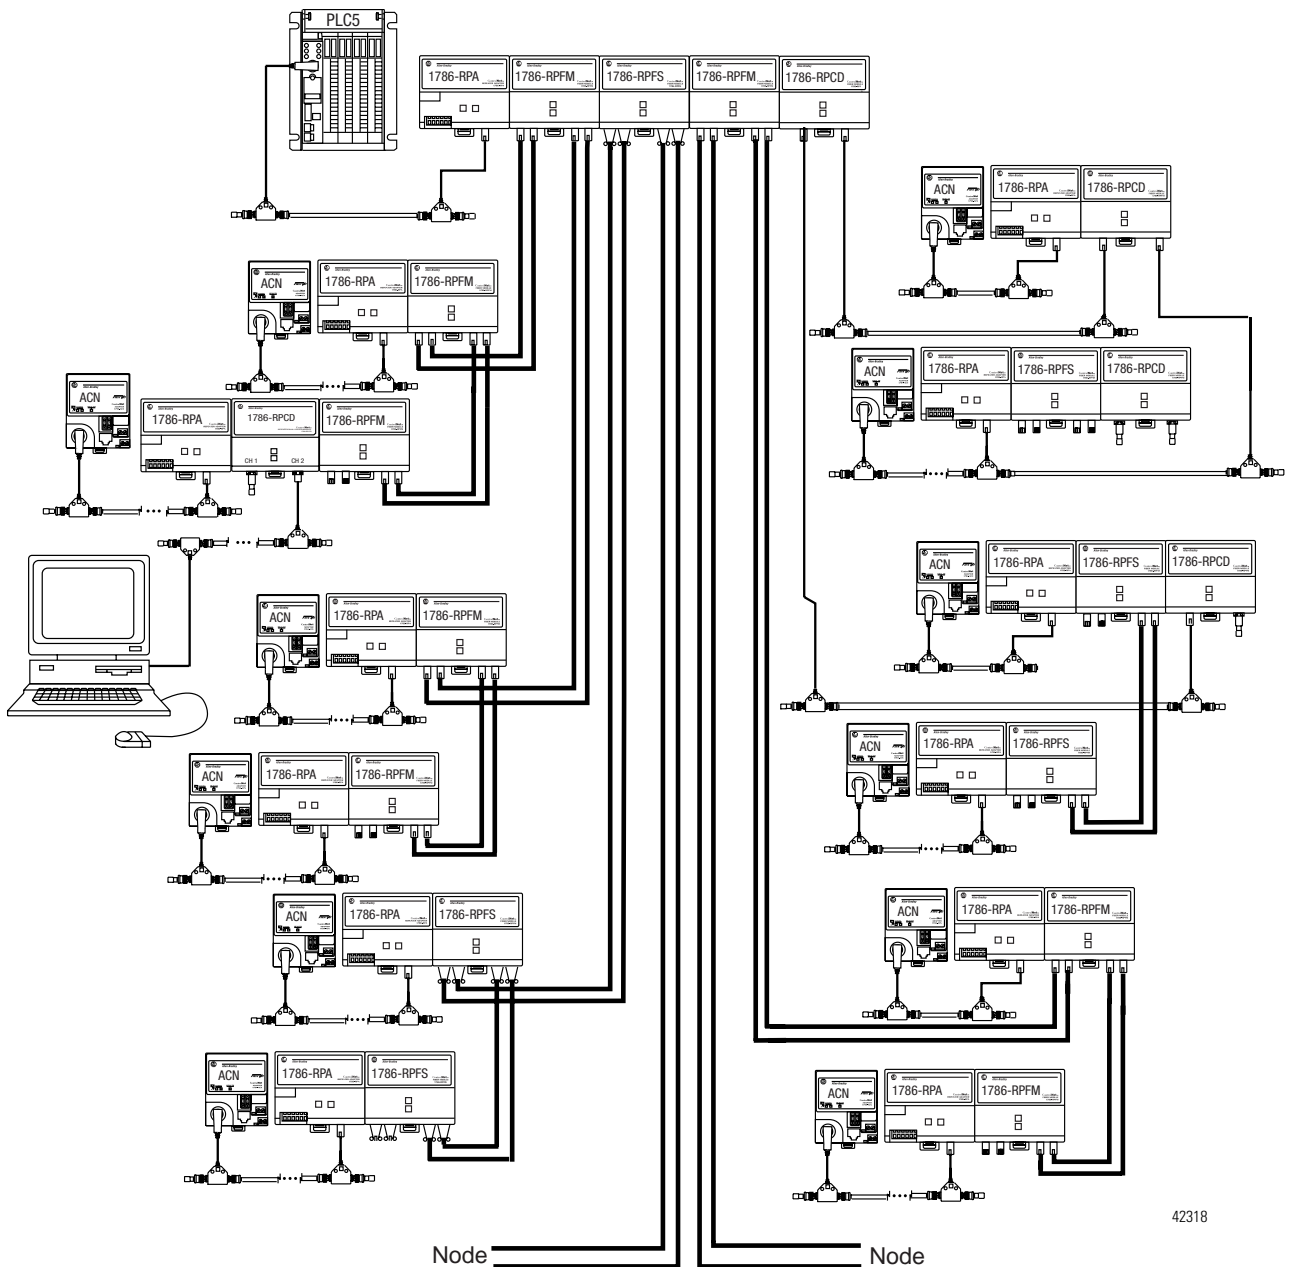 PLC5
1786-RPA 1786-RPFM 1786-RPFS 1786-RPFM 1786-RPCD
ACN 1786-RPA 1786-RPCD
ACN 1786-RPA 1786-RPFM
ACN 1786-RPA 1786-RPFS 1786-RPCD
ACN 1786-RPA 1786-RPCD 1786-RPFM
CH 1 CH 2
ACN 1786-RPA 1786-RPFS 1786-RPCD
ACN 1786-RPA 1786-RPFM
ACN 1786-RPA 1786-RPFS
ACN 1786-RPA 1786-RPFM
ACN 1786-RPA 1786-RPFS
ACN 1786-RPA 1786-RPFM
ACN 1786-RPA 1786-RPFS
ACN 1786-RPA 1786-RPFM
42318
Node Node